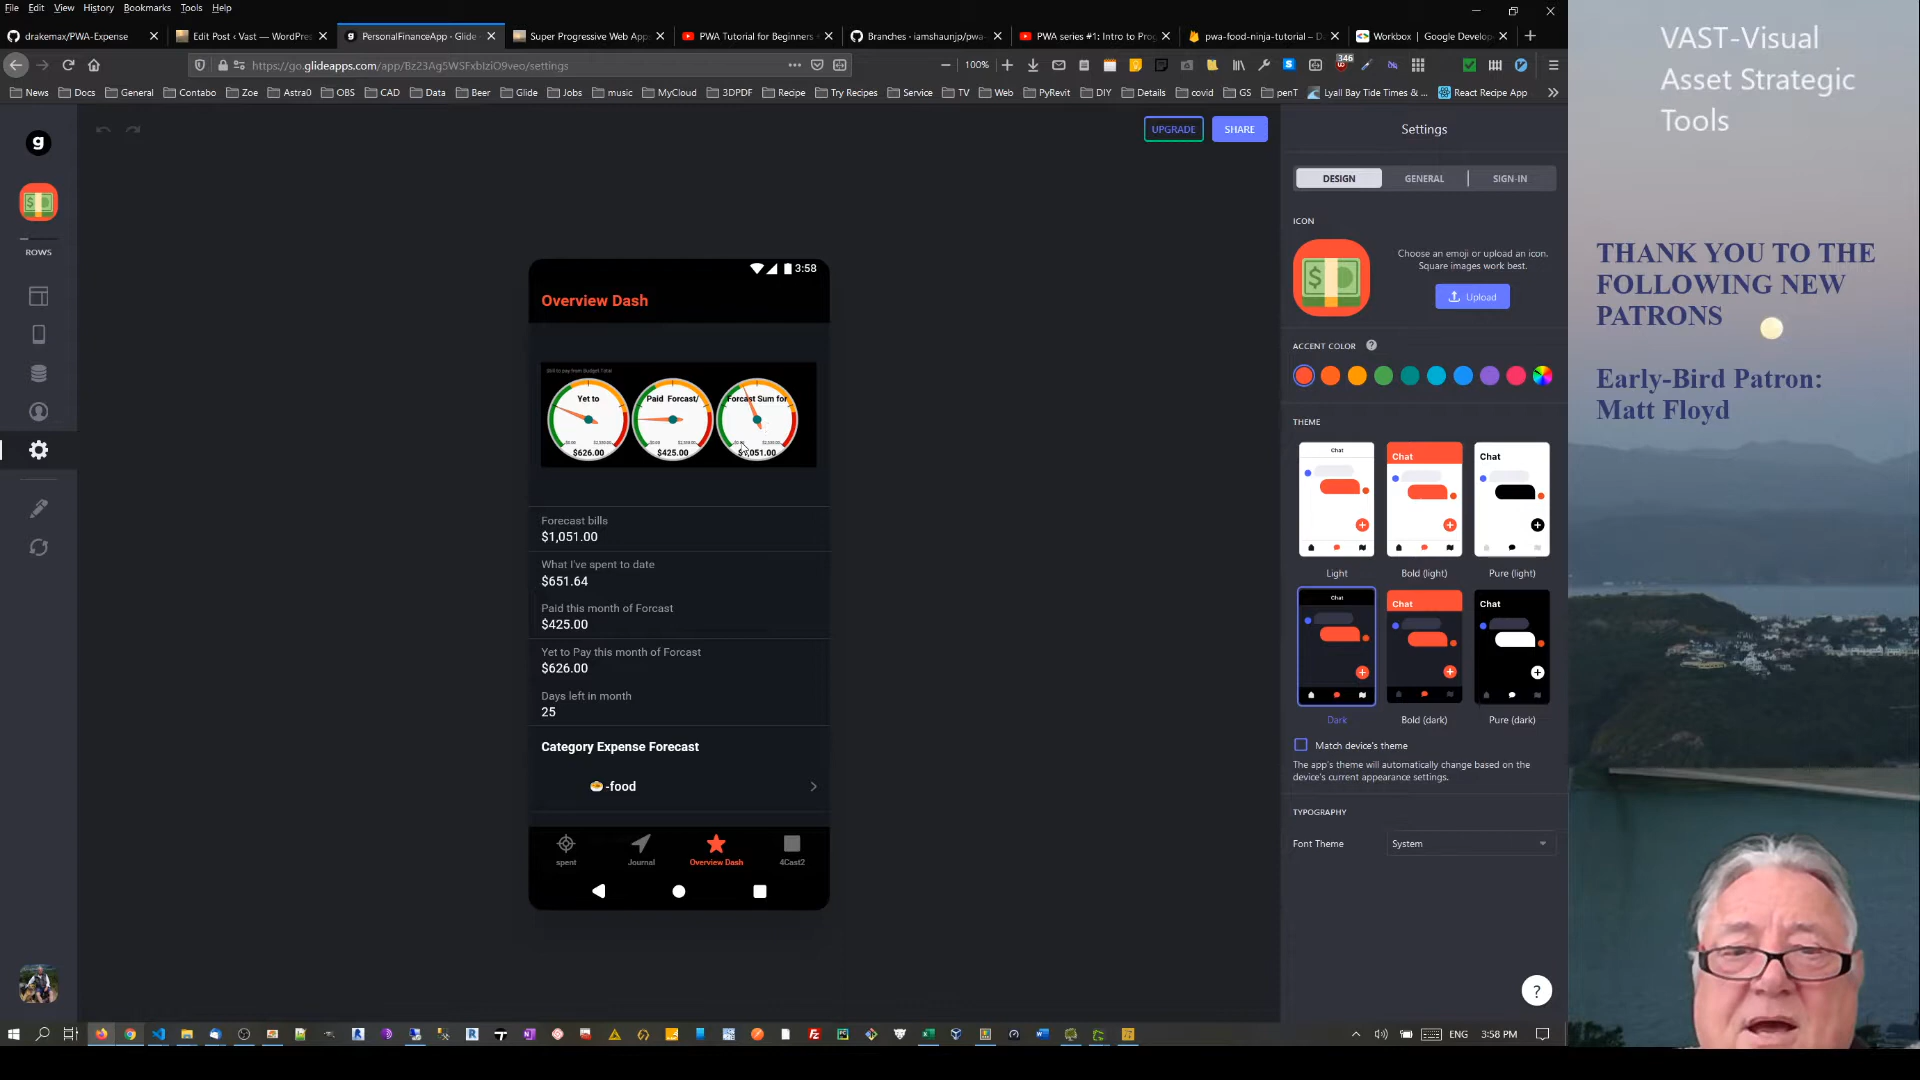 File Edit View History Bookmarks Tools Help
drakemax/PWA-Expense
Edit Post ‹ Vast — WordPress
PersonalFinanceApp - Glide
Super Progressive Web App
PWA Tutorial for Beginners
Branches · iamshaunjp/pwa
PWA series #1: Intro to Prog
pwa-food-ninja-tutorial – D
Workbox | Google Develop
https://go.glideapps.com/app/Bz23Ag5WSFxbIziO9veo/settings
100%
346
News Docs General Contabo Zoe Astra0 OBS CAD Data Beer Glide Jobs music MyCloud 3DPDF Recipe Try Recipes Service TV Web PyRevit DIY Details covid GS penT Lyall Bay Tide Times & ... React Recipe App
g
ROWS
UPGRADE
SHARE
3:58
Overview Dash
Yet to
Paid Forcast/
Forcast Sum for
$626.00
$425.00
$1,051.00
Forecast bills
$1,051.00
What I've spent to date
$651.64
Paid this month of Forcast
$425.00
Yet to Pay this month of Forcast
$626.00
Days left in month
25
Category Expense Forecast
-food
spent
Journal
Overview Dash
4Cast2
Settings
DESIGN
GENERAL
SIGN-IN
ICON
Choose an emoji or upload an icon.
Square images work best.
Upload
ACCENT COLOR
THEME
Chat
Chat
Chat
Light
Bold (light)
Pure (light)
Chat
Chat
Chat
Dark
Bold (dark)
Pure (dark)
Match device's theme
The app's theme will automatically change based on the
device's current appearance settings.
TYPOGRAPHY
Font Theme
System
?
ENG
3:58 PM
VAST-Visual
Asset Strategic
Tools
THANK YOU TO THE
FOLLOWING NEW
PATRONS
Early-Bird Patron:
Matt Floyd